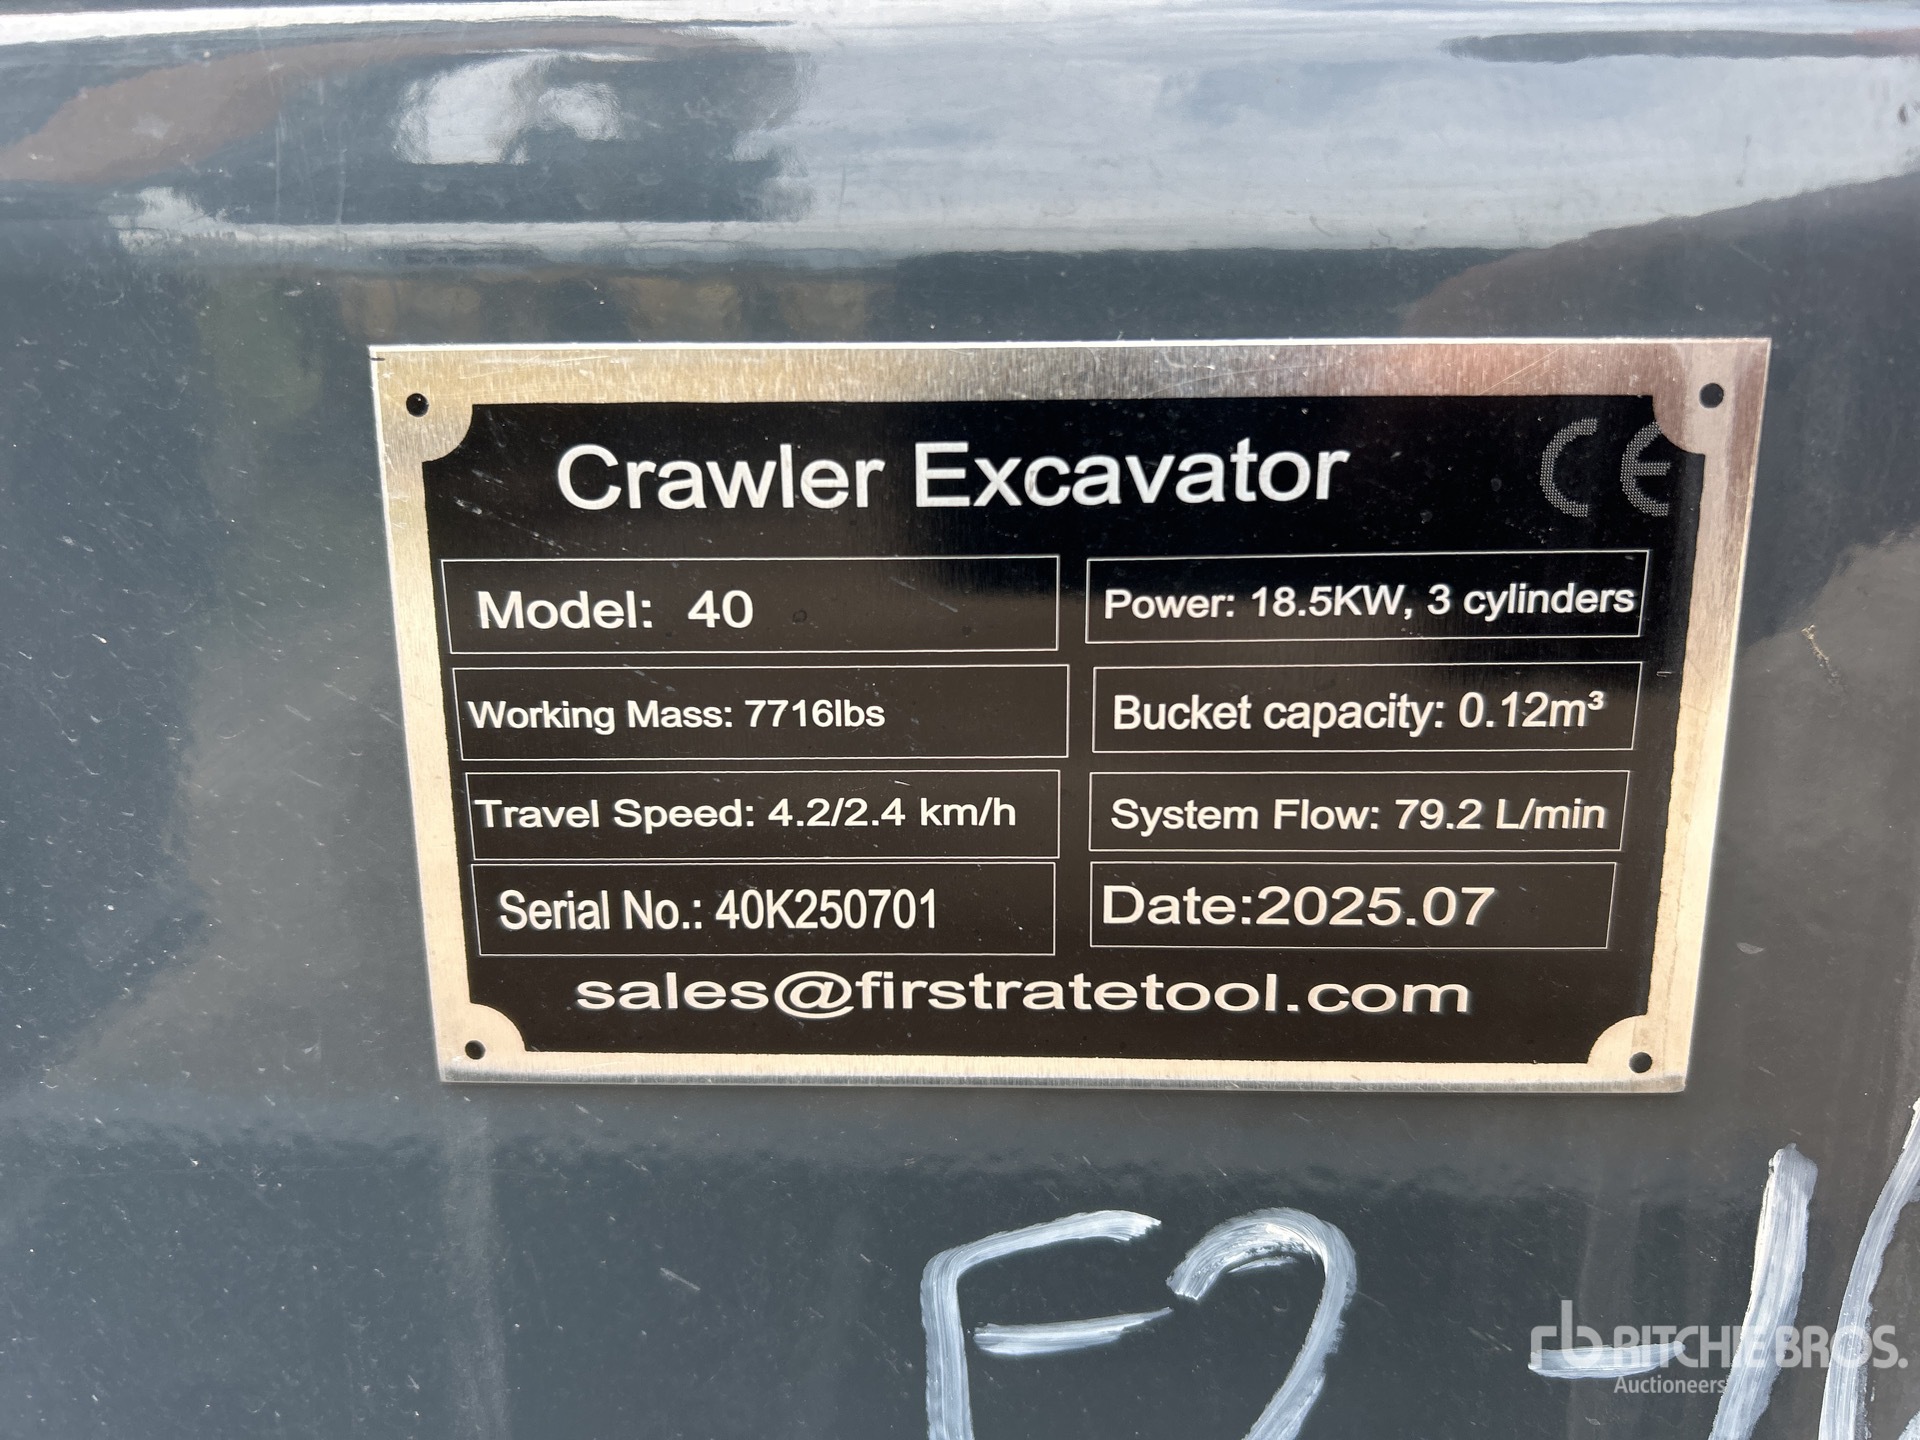 Crawler Excavator CE
Model: 40
Power: 18.5KW, 3 cylinders
Working Mass: 7716lbs
Bucket capacity: 0.12m³
Travel Speed: 4.2/2.4 km/h
System Flow: 79.2 L/min
Serial No.: 40K250701
Date:2025.07
sales@firstratetool.com
rb RITCHIE BROS.
Auctioneers